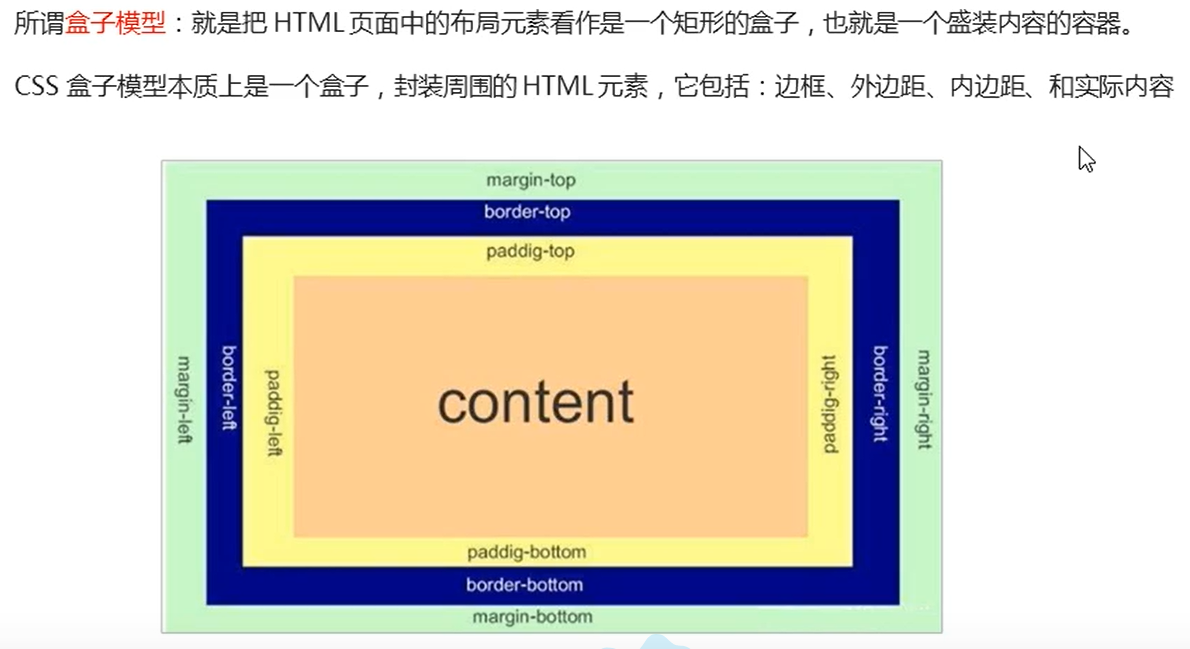 所谓盒子模型：就是把 HTML 页面中的布局元素看作是一个矩形的盒子，也就是一个盛装内容的容器。
CSS 盒子模型本质上是一个盒子，封装周围的 HTML 元素，它包括：边框、外边距、内边距、和实际内容
margin-top
border-top
paddig-top
margin-left
border-left
paddig-left
content
paddig-right
border-right
margin-right
paddig-bottom
border-bottom
margin-bottom